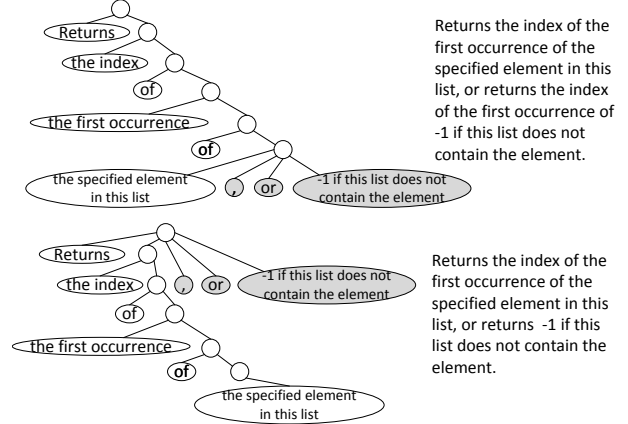 Returns
the index
of
the first occurrence
of
the specified element
in this list
,
or
-1 if this list does not
contain the element
Returns the index of the
first occurrence of the
specified element in this
list, or returns the index
of the first occurrence of
-1 if this list does not
contain the element.
Returns
the index
,
or
-1 if this list does not
contain the element
of
the first occurrence
of
the specified element
in this list
Returns the index of the
first occurrence of the
specified element in this
list, or returns -1 if this
list does not contain the
element.